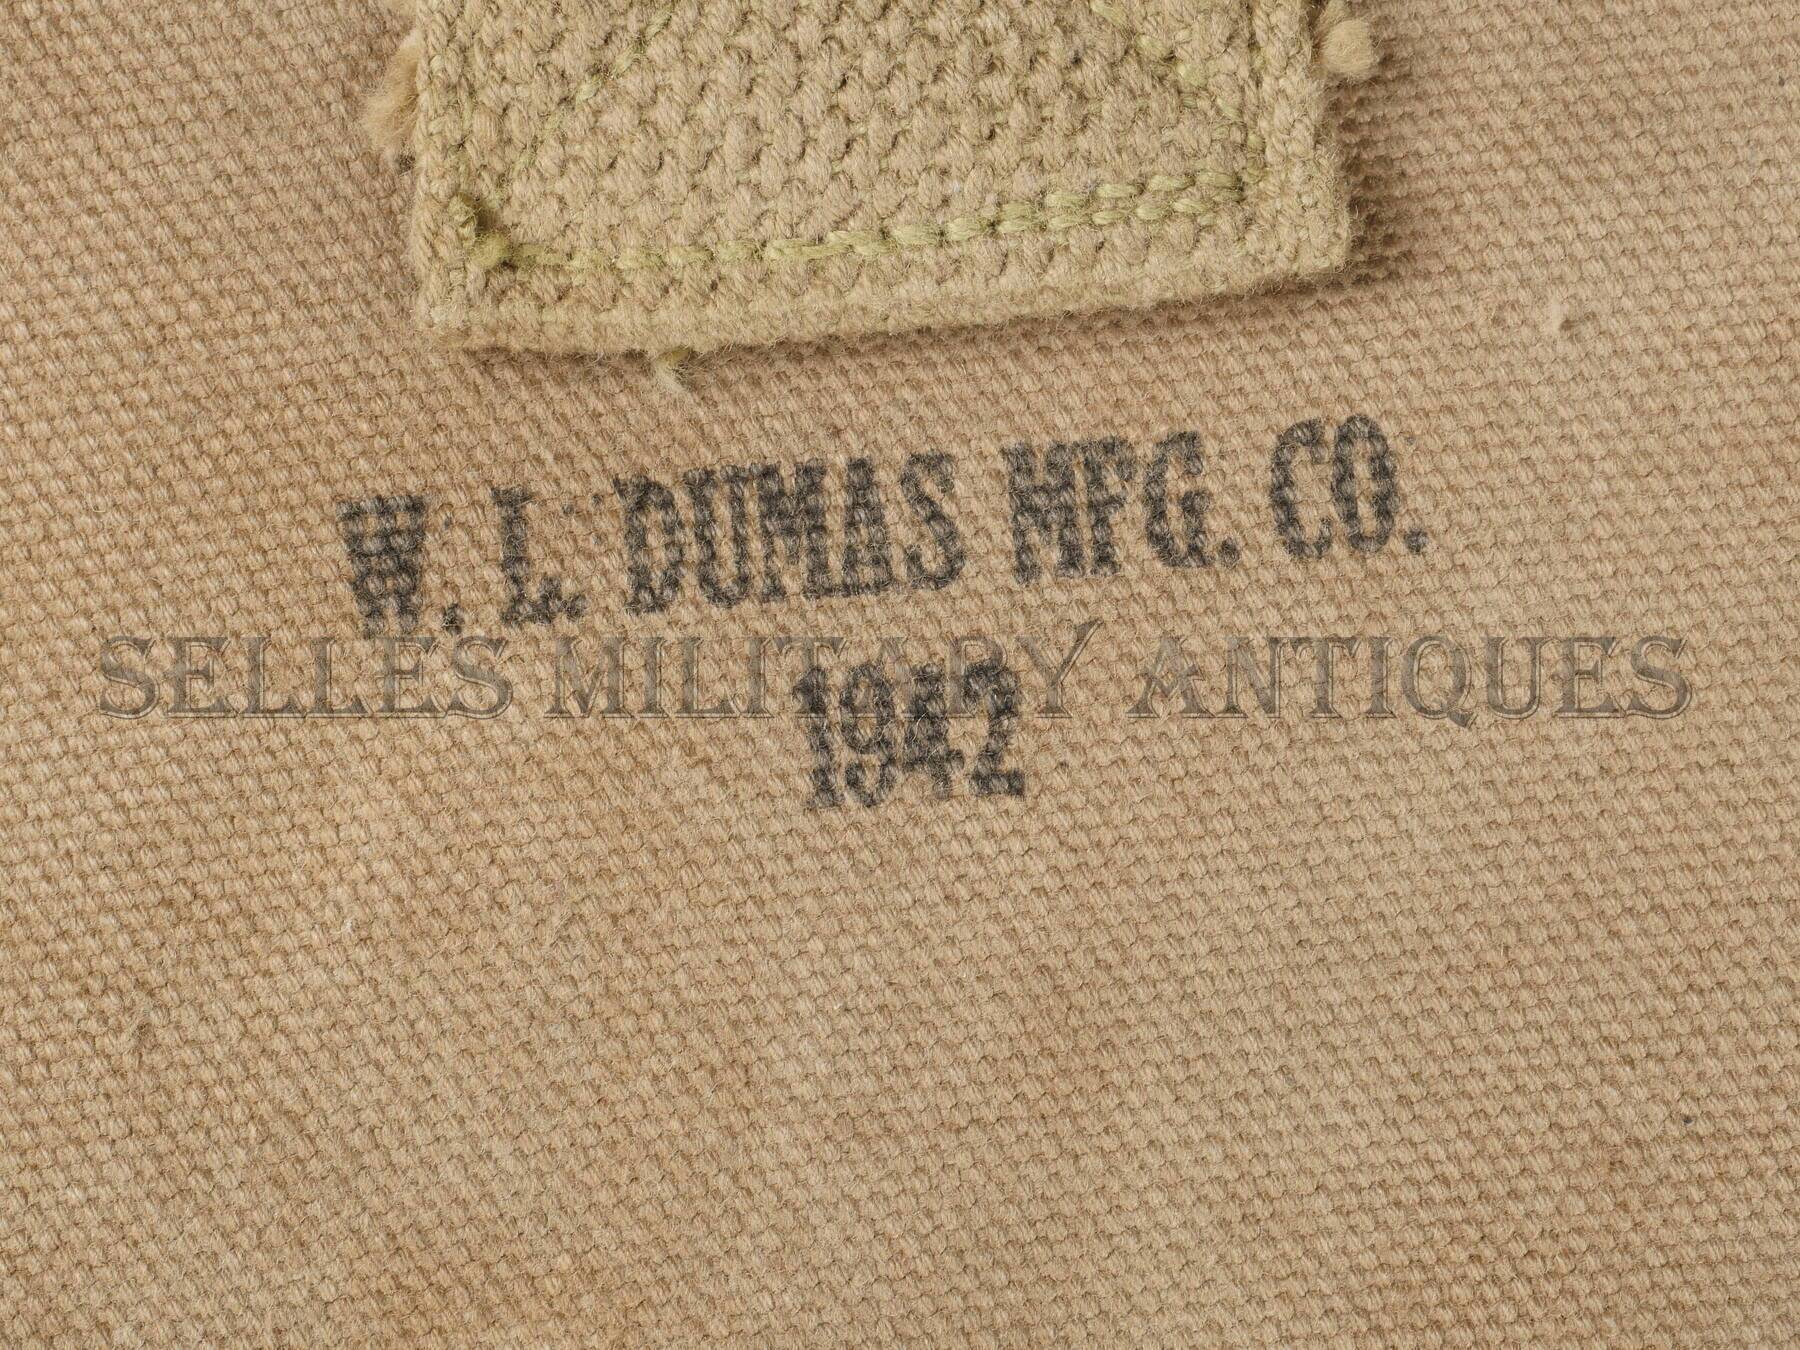 W. L. DUMAS MFG. CO.
SELLES MILITARY ANTIQUES
1942